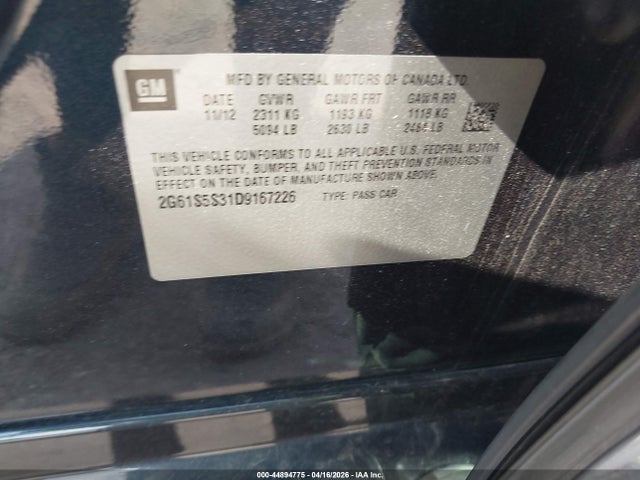 GM
MFD BY GENERAL MOTORS OF CANADA LTD.
DATE GVWR GAWR FRT GAWR RR
11/12 2311 KG 1193 KG 1118 KG
5094 LB 2630 LB 2464 LB
THIS VEHICLE CONFORMS TO ALL APPLICABLE U.S. FEDERAL MOTOR
VEHICLE SAFETY, BUMPER, AND THEFT PREVENTION STANDARDS IN
EFFECT ON THE DATE OF MANUFACTURE SHOWN ABOVE.
2G61S5S31D9167226 TYPE: PASS CAR
000-44894775 - 04/16/2026 - IAA Inc.